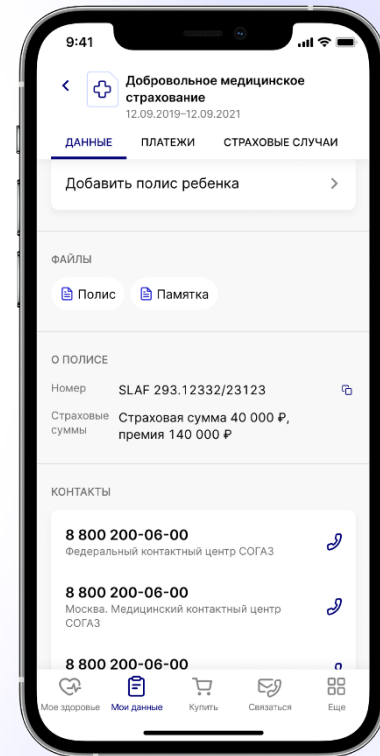 9:41
Добровольное медицинское
страхование
12.09.2019–12.09.2021
ДАННЫЕ ПЛАТЕЖИ СТРАХОВЫЕ СЛУЧАИ
Добавить полис ребенка
ФАЙЛЫ
Полис Памятка
О ПОЛИСЕ
Номер SLAF 293.12332/23123
Страховые суммы Страховая сумма 40 000 ₽,
премия 140 000 ₽
КОНТАКТЫ
8 800 200-06-00
Федеральный контактный центр СОГАЗ
8 800 200-06-00
Москва. Медицинский контактный центр
СОГАЗ
8 800 200-06-00
Мое здоровье Мои данные Купить Связаться Еще